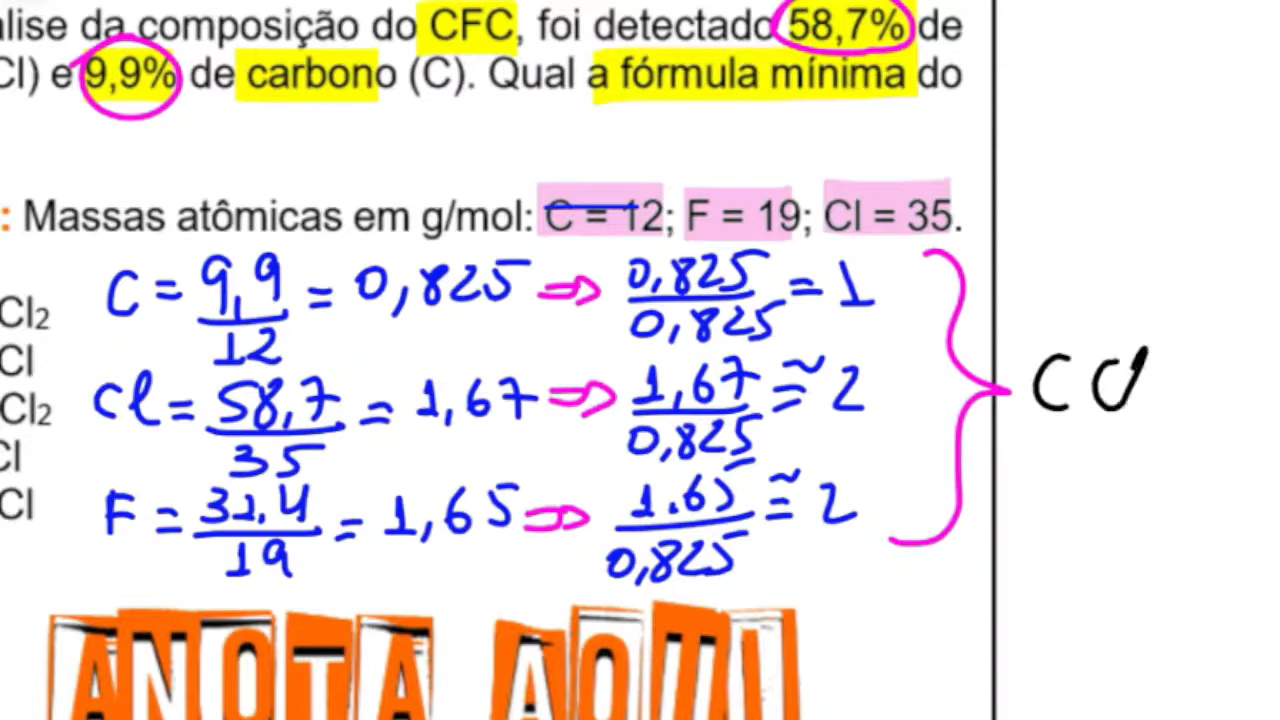 lise da composição do CFC, foi detectado 58,7% de
Cl) e 9,9% de carbono (C). Qual a fórmula mínima do
: Massas atômicas em g/mol: C = 12; F = 19; Cl = 35.
C = 9,9/12 = 0,825 ⇒ 0,825/0,825 = 1
Cl2
Cl
Cl = 58,7/35 = 1,67 ⇒ 1,67/0,825 ≅ 2
Cl2
Cl
F = 31,4/19 = 1,65 ⇒ 1,65/0,825 ≅ 2
Cl
C Cl
ANOTA AQUI